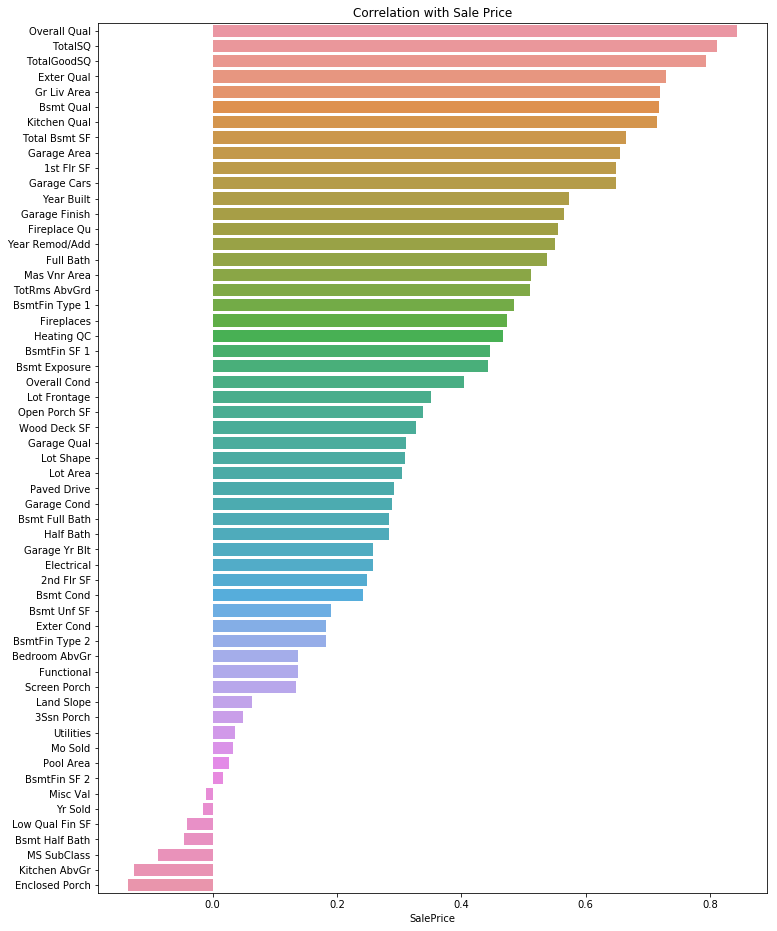 Correlation with Sale Price
Overall Qual
TotalSQ
TotalGoodSQ
Exter Qual
Gr Liv Area
Bsmt Qual
Kitchen Qual
Total Bsmt SF
Garage Area
1st Flr SF
Garage Cars
Year Built
Garage Finish
Fireplace Qu
Year Remod/Add
Full Bath
Mas Vnr Area
TotRms AbvGrd
BsmtFin Type 1
Fireplaces
Heating QC
BsmtFin SF 1
Bsmt Exposure
Overall Cond
Lot Frontage
Open Porch SF
Wood Deck SF
Garage Qual
Lot Shape
Lot Area
Paved Drive
Garage Cond
Bsmt Full Bath
Half Bath
Garage Yr Blt
Electrical
2nd Flr SF
Bsmt Cond
Bsmt Unf SF
Exter Cond
BsmtFin Type 2
Bedroom AbvGr
Functional
Screen Porch
Land Slope
3Ssn Porch
Utilities
Mo Sold
Pool Area
BsmtFin SF 2
Misc Val
Yr Sold
Low Qual Fin SF
Bsmt Half Bath
MS SubClass
Kitchen AbvGr
Enclosed Porch
0.0 0.2 0.4 0.6 0.8
SalePrice